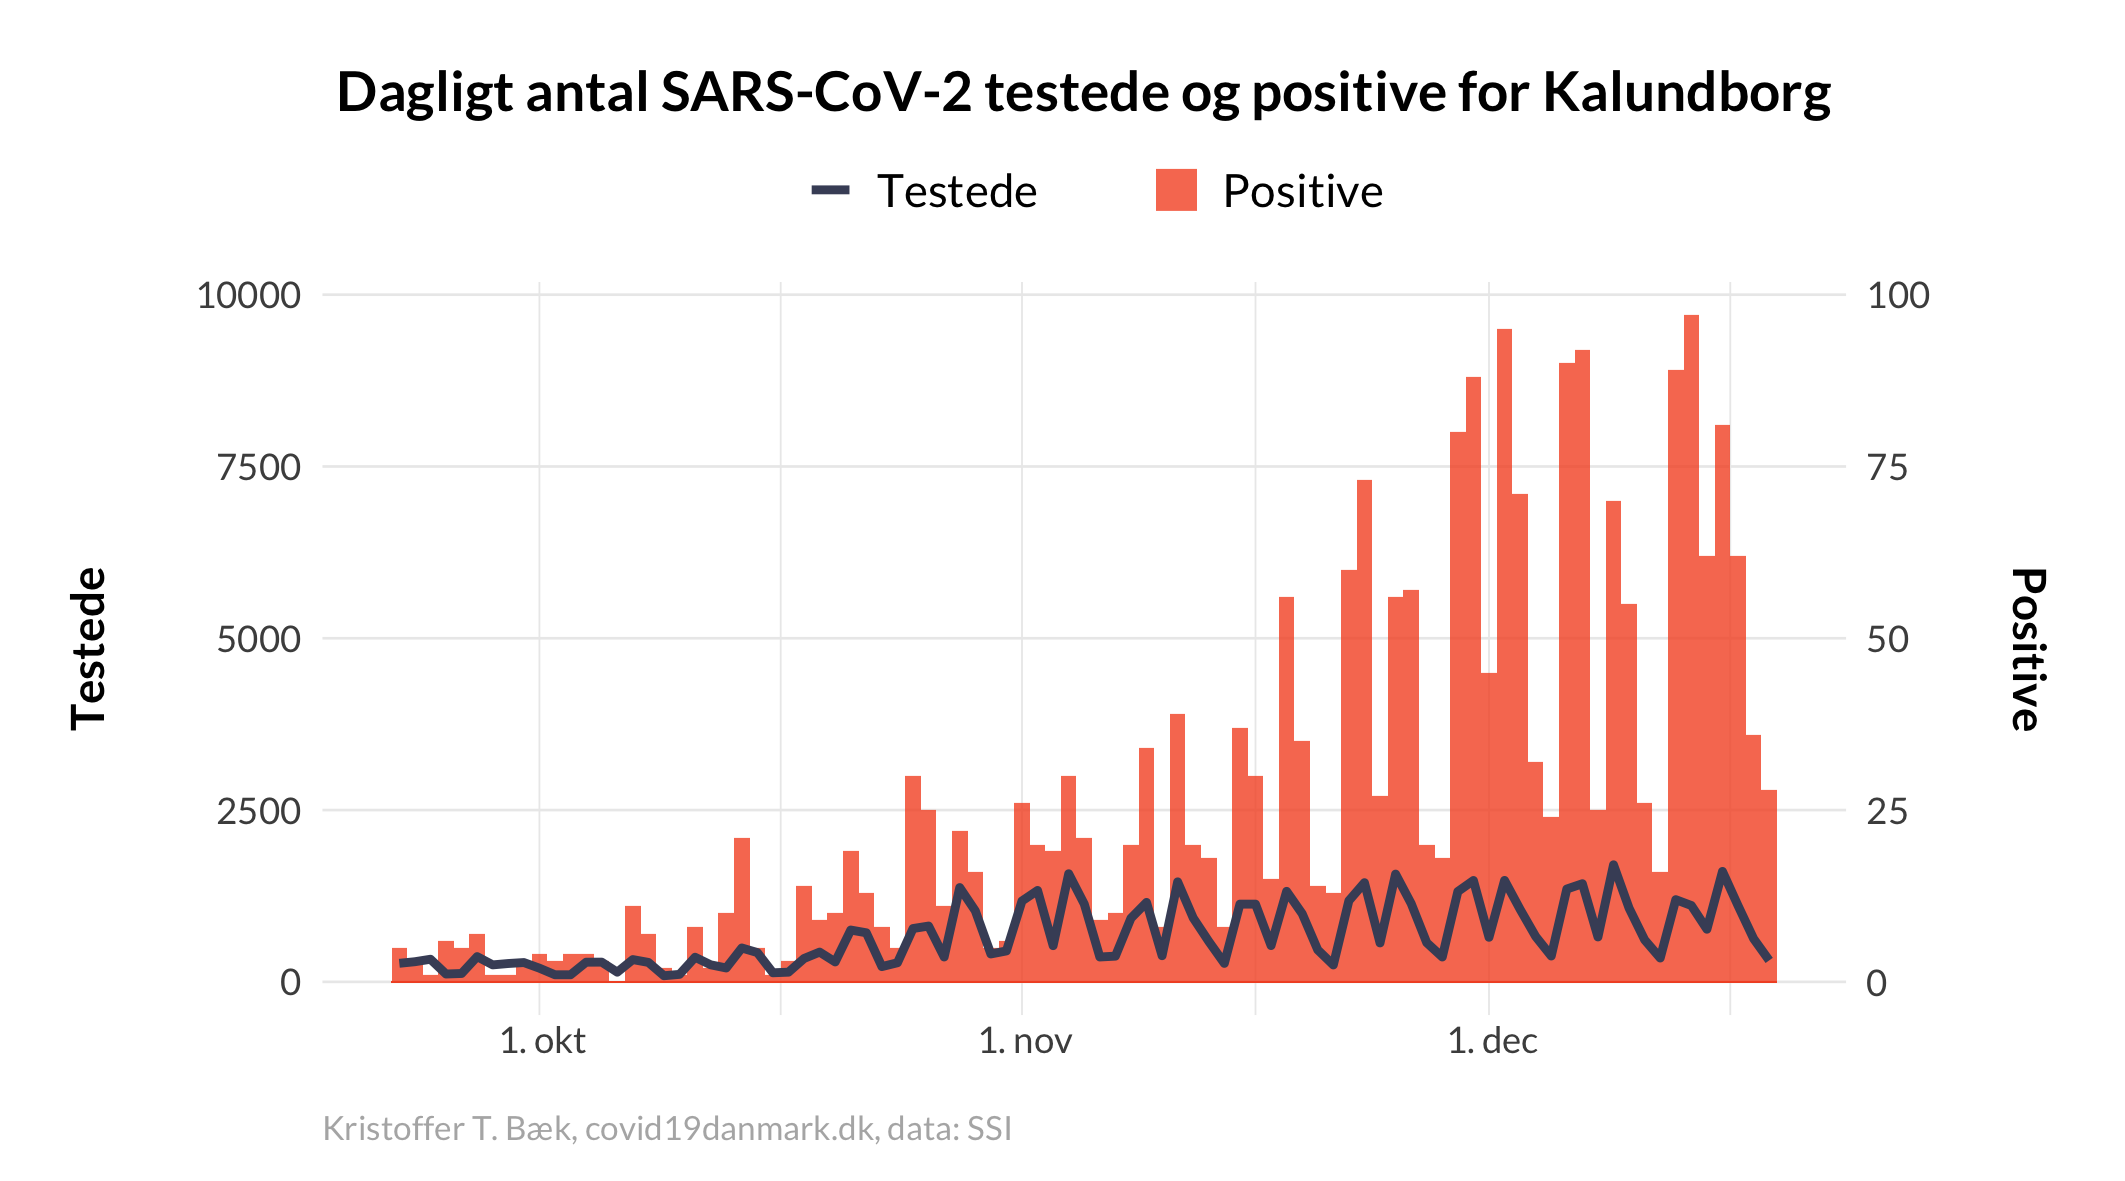 Dagligt antal SARS-CoV-2 testede og positive for Kalundborg
Testede
Positive
10000
7500
5000
2500
0
100
75
50
25
0
Testede
Positive
1. okt
1. nov
1. dec
Kristoffer T. Bæk, covid19danmark.dk, data: SSI